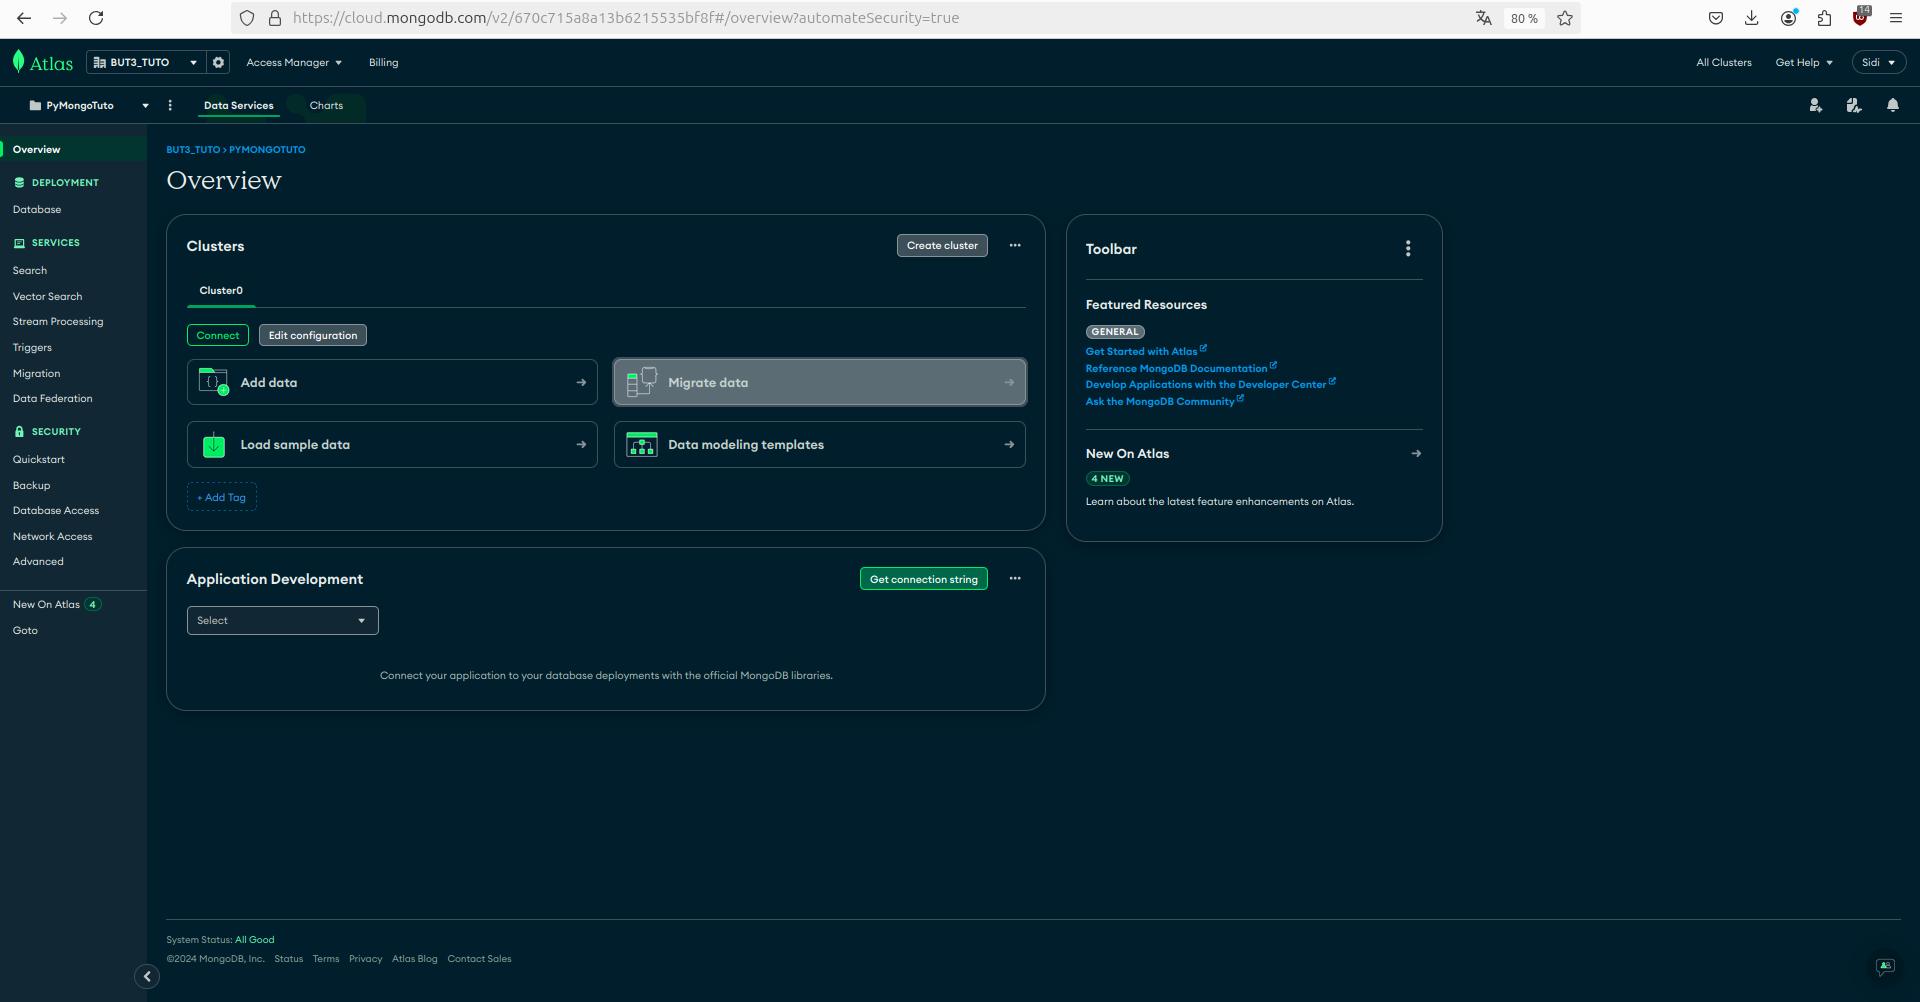 https://cloud.mongodb.com/v2/670c715a8a13b6215535bf8f#/overview?automateSecurity=true
80 %
14
Atlas
BUT3_TUTO
Access Manager
Billing
All Clusters
Get Help
Sidi
PyMongoTuto
Data Services
Charts
Overview
DEPLOYMENT
Database
SERVICES
Search
Vector Search
Stream Processing
Triggers
Migration
Data Federation
SECURITY
Quickstart
Backup
Database Access
Network Access
Advanced
New On Atlas 4
Goto
BUT3_TUTO > PYMONGOTUTO
Overview
Clusters
Create cluster
Cluster0
Connect
Edit configuration
Add data
Migrate data
Load sample data
Data modeling templates
+ Add Tag
Application Development
Get connection string
Select
Connect your application to your database deployments with the official MongoDB libraries.
Toolbar
Featured Resources
GENERAL
Get Started with Atlas
Reference MongoDB Documentation
Develop Applications with the Developer Center
Ask the MongoDB Community
New On Atlas
4 NEW
Learn about the latest feature enhancements on Atlas.
System Status: All Good
©2024 MongoDB, Inc. Status Terms Privacy Atlas Blog Contact Sales